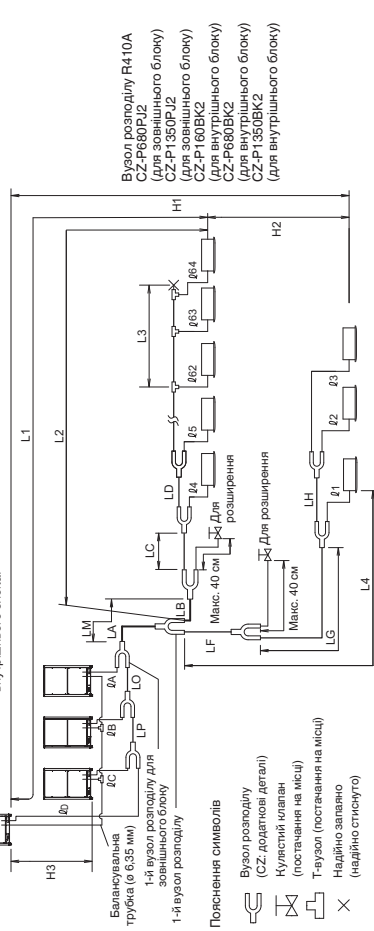 H3
ℓD
ℓC
ℓB
ℓA
LP
LO
LM
LA
L1
L2
LB
LC
LD
L3
ℓ4
ℓ5
ℓ62
ℓ63
ℓ64
H1
H2
LF
LG
LH
ℓ1
ℓ2
ℓ3
L4
Для
розширення
Макс. 40 см
Для розширення
Макс. 40 см
Балансувальна
трубка (ø 6,35 мм)
1-й вузол розподілу для
зовнішнього блоку
1-й вузол розподілу
Вузол розподілу R410A
CZ-P680PJ2
(для зовнішнього блоку)
CZ-P1350PJ2
(для зовнішнього блоку)
CZ-P160BK2
(для внутрішнього блоку)
CZ-P680BK2
(для внутрішнього блоку)
CZ-P1350BK2
(для внутрішнього блоку)
Пояснення символів
Вузол розподілу
(CZ: додаткові деталі)
Кулястий клапан
(постачання на місці)
Т-вузол (постачання на місці)
Надійно запаяно
(надійно стиснуто)